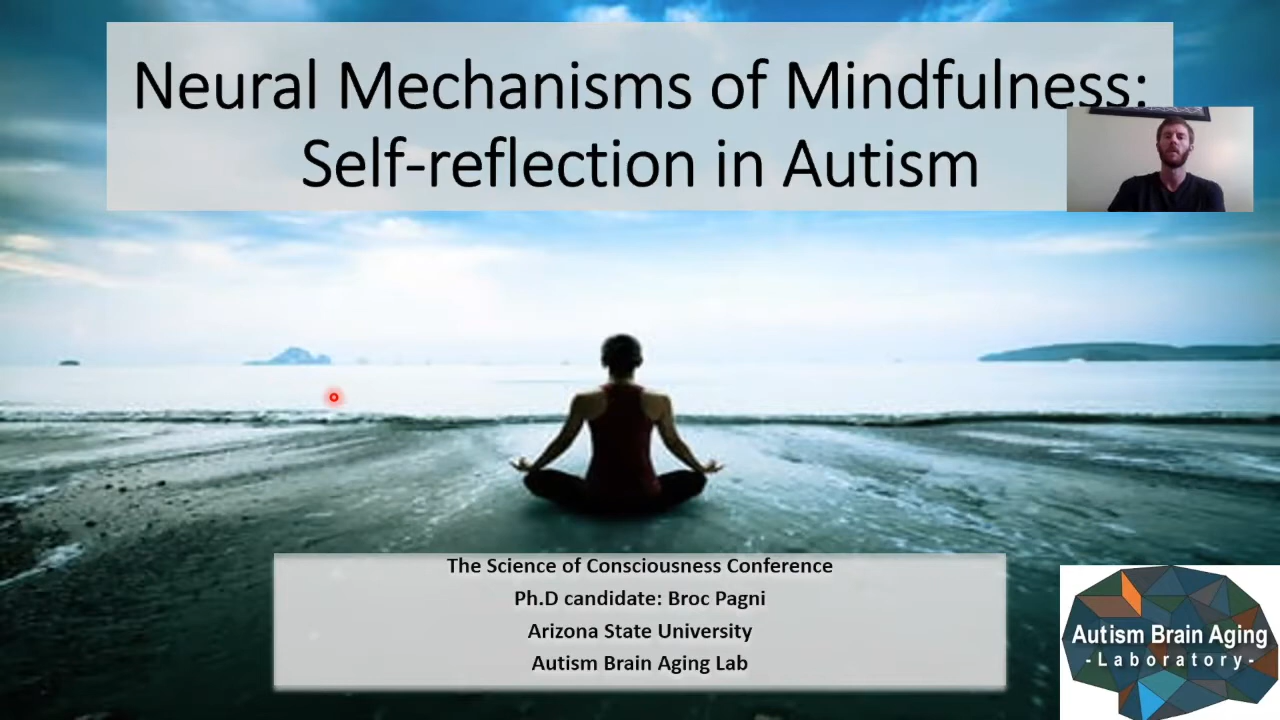 Neural Mechanisms of Mindfulness:
Self-reflection in Autism
The Science of Consciousness Conference
Ph.D candidate: Broc Pagni
Arizona State University
Autism Brain Aging Lab
Autism Brain Aging
-Laboratory-